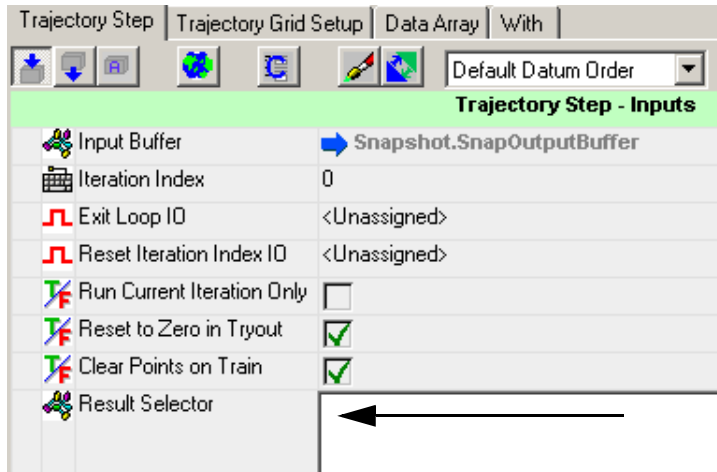 Trajectory Step Trajectory Grid Setup Data Array With
A C Default Datum Order
Trajectory Step - Inputs
Input Buffer Snapshot.SnapOutputBuffer
Iteration Index 0
Exit Loop IO <Unassigned>
Reset Iteration Index IO <Unassigned>
T/F Run Current Iteration Only
T/F Reset to Zero in Tryout
T/F Clear Points on Train
Result Selector